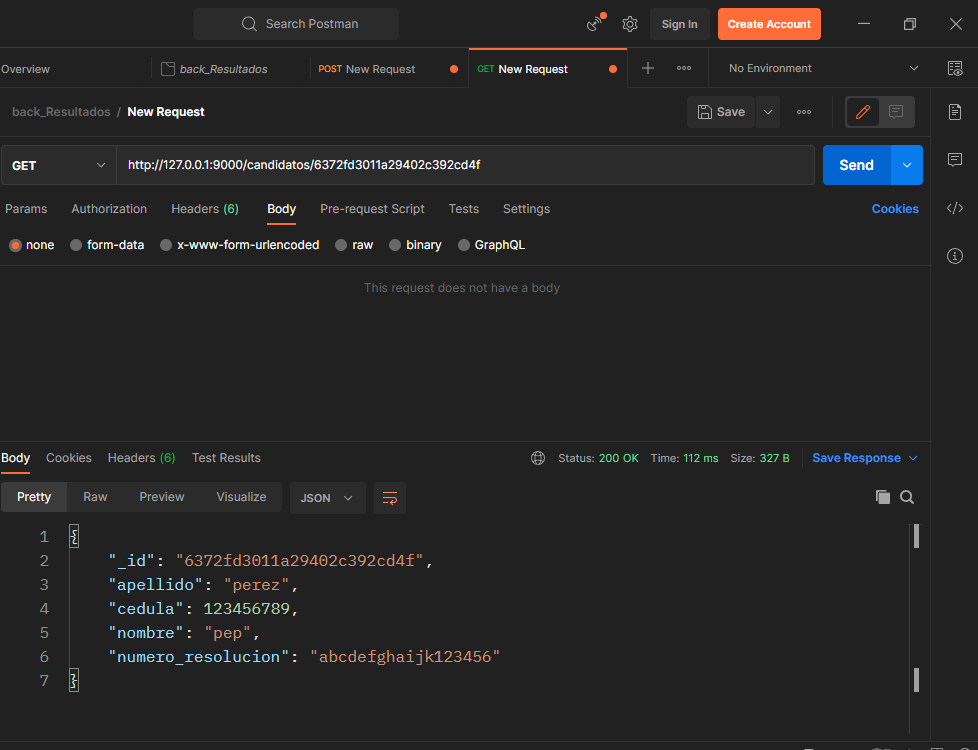 Search Postman
Sign In
Create Account
Overview
back_Resultados
POST New Request
GET New Request
No Environment
back_Resultados / New Request
Save
GET
http://127.0.0.1:9000/candidatos/6372fd3011a29402c392cd4f
Send
Params Authorization Headers (6) Body Pre-request Script Tests Settings
Cookies
none form-data x-www-form-urlencoded raw binary GraphQL
This request does not have a body
Body Cookies Headers (6) Test Results
Status: 200 OK Time: 112 ms Size: 327 B
Save Response
Pretty Raw Preview Visualize JSON
1 {
2 "_id": "6372fd3011a29402c392cd4f",
3 "apellido": "perez",
4 "cedula": 123456789,
5 "nombre": "pep",
6 "numero_resolucion": "abcdefghaijk123456"
7 }